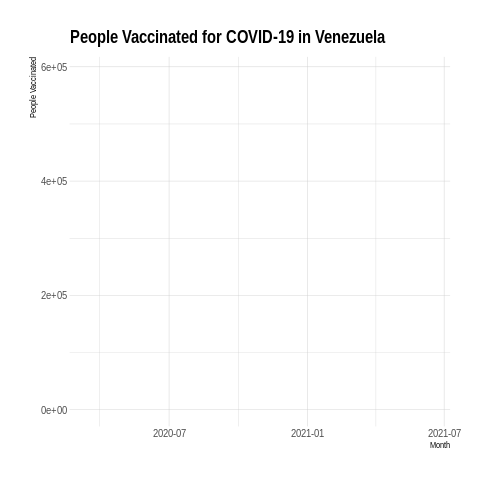 People Vaccinated for COVID-19 in Venezuela
People Vaccinated
6e+05
4e+05
2e+05
0e+00
2020-07 2021-01 2021-07
Month